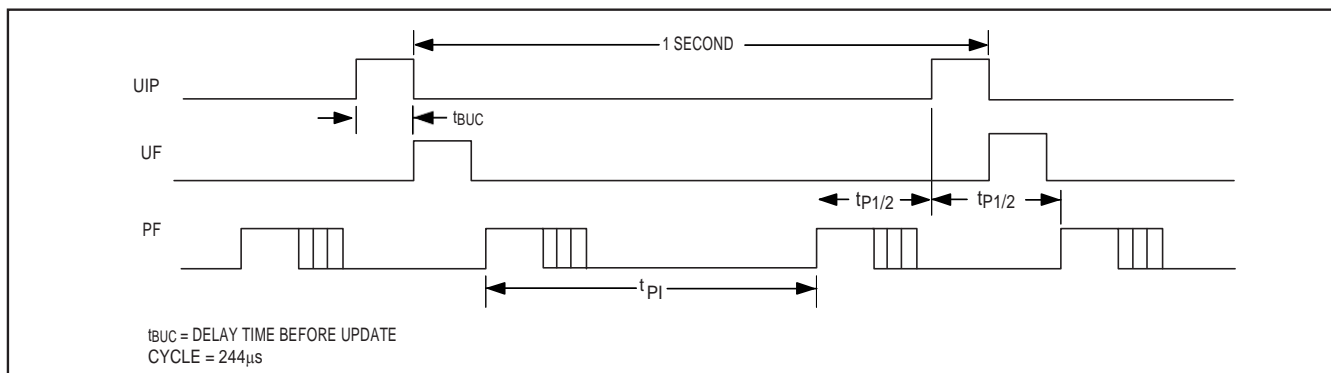 1 SECOND
UIP
tBUC
UF
tP1/2
tP1/2
PF
tPI
tBUC = DELAY TIME BEFORE UPDATE
CYCLE = 244µs